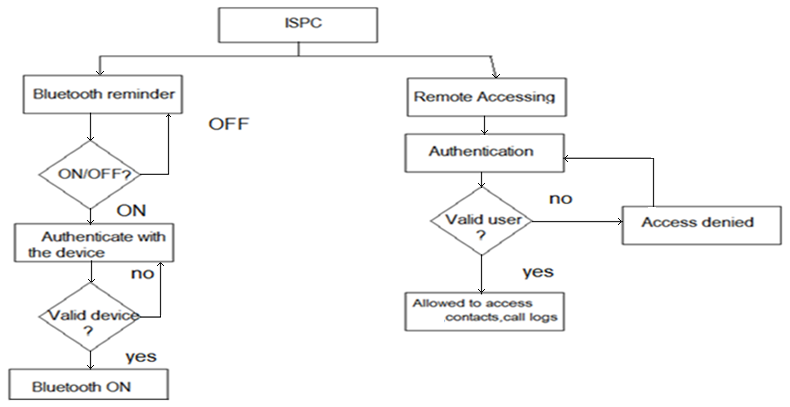 ISPC
Bluetooth reminder
OFF
ON/OFF?
ON
Authenticate with
the device
no
Valid device
?
yes
Bluetooth ON
Remote Accessing
Authentication
no
Valid user
?
Access denied
yes
Allowed to access
.contacts,call logs